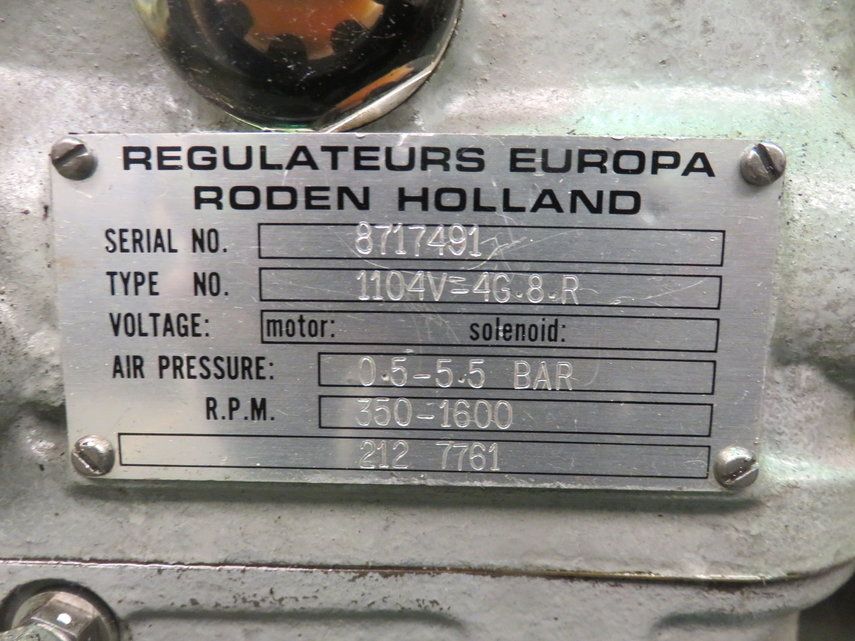 REGULATEURS EUROPA
RODEN HOLLAND
SERIAL NO. 8717491
TYPE NO. 1104V-4G.8.R
VOLTAGE: motor: solenoid:
AIR PRESSURE: 0.5-5.5 BAR
R.P.M. 350-1600
212 7761